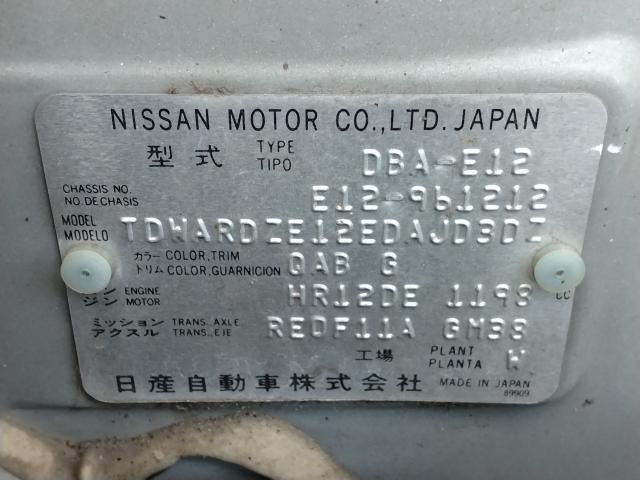 NISSAN MOTOR CO.,LTD. JAPAN
型式 TYPE TIPO DBA-E12
CHASSIS NO. NO. DE CHASIS E12-961212
MODEL MODELO TDWARDZE12EDAJD3DZ
カラー COLOR, TRIM トリム COLOR, GUARNICION QAB G
ジン ENGINE MOTOR HR12DE 1198 CC
ミッション TRANS. AXLE アクスル TRANS. EJE RE0F11A GM38
工場 PLANT PLANTA W
日産自動車株式会社 MADE IN JAPAN
89909